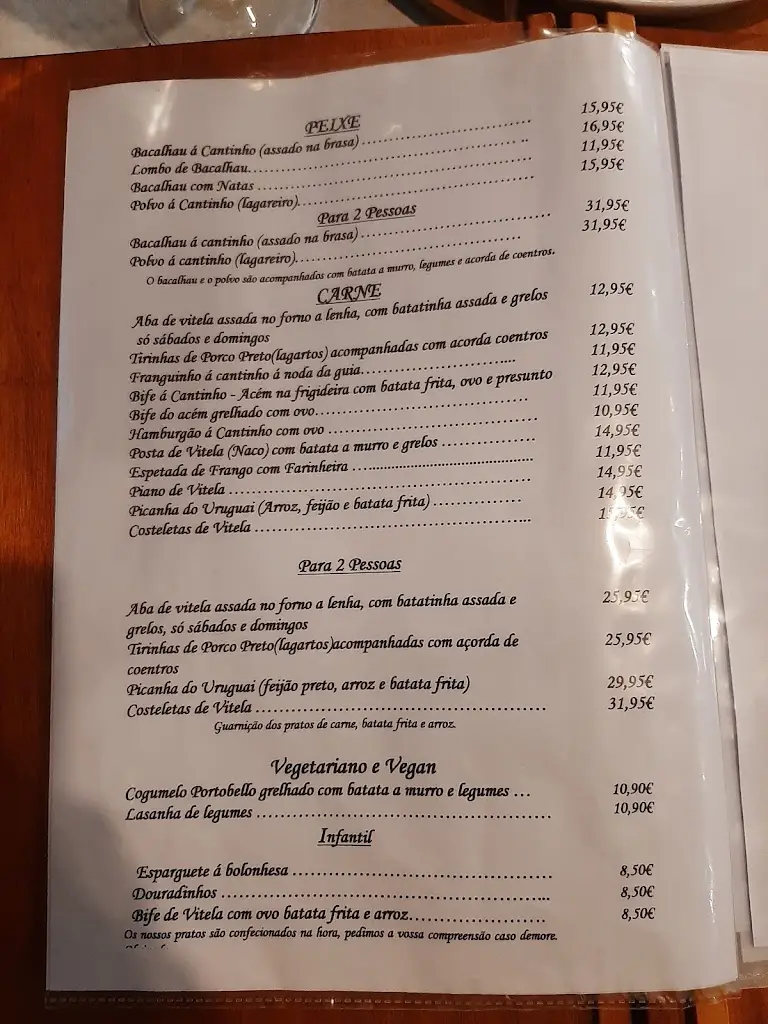 PEIXE
Bacalhau á Cantinho (assado na brasa) ................................ 15,95€
Lombo de Bacalhau................................................. .. 16,95€
Bacalhau com Natas ................................................ 11,95€
Polvo á Cantinho (lagareiro)......................................... 15,95€
Para 2 Pessoas
Bacalhau á cantinho (assado na brasa) ................................ 31,95€
Polvo á cantinho (lagareiro)...................................... 31,95€
O bacalhau e o polvo são acompanhados com batata a murro, legumes e acorda de coentros.
CARNE
Aba de vitela assada no forno a lenha, com batatinha assada e grelos 12,95€
só sábados e domingos
Tirinhas de Porco Preto(lagartos) acompanhadas com acorda coentros 12,95€
Franguinho á cantinho á noda da guia............................ 11,95€
Bife á Cantinho - Acém na frigideira com batata frita, ovo e presunto 12,95€
Bife do acém grelhado com ovo..................................... 11,95€
Hamburgão á Cantinho com ovo ..................................... 10,95€
Posta de Vitela (Naco) com batata a murro e grelos ................ 14,95€
Espetada de Frango com Farinheira ................................ 11,95€
Piano de Vitela ..................................................... 14,95€
Picanha do Uruguai (Arroz, feijão e batata frita) ............... 14,95€
Costeletas de Vitela ...............................................
Para 2 Pessoas
Aba de vitela assada no forno a lenha, com batatinha assada e 25,95€
grelos, só sábados e domingos
Tirinhas de Porco Preto(lagartos)acompanhadas com açorda de 25,95€
coentros
Picanha do Uruguai (feijão preto, arroz e batata frita) 29,95€
Costeletas de Vitela .................................................. 31,95€
Guarnição dos pratos de carne, batata frita e arroz.
Vegetariano e Vegan
Cogumelo Portobello grelhado com batata a murro e legumes ... 10,90€
Lasanha de legumes .................................................. 10,90€
Infantil
Esparguete á bolonhesa ............................................. 8,50€
Douradinhos ......................................................... 8,50€
Bife de Vitela com ovo batata frita e arroz....................... 8,50€
Os nossos pratos são confecionados na hora, pedimos a vossa compreensão caso demore.